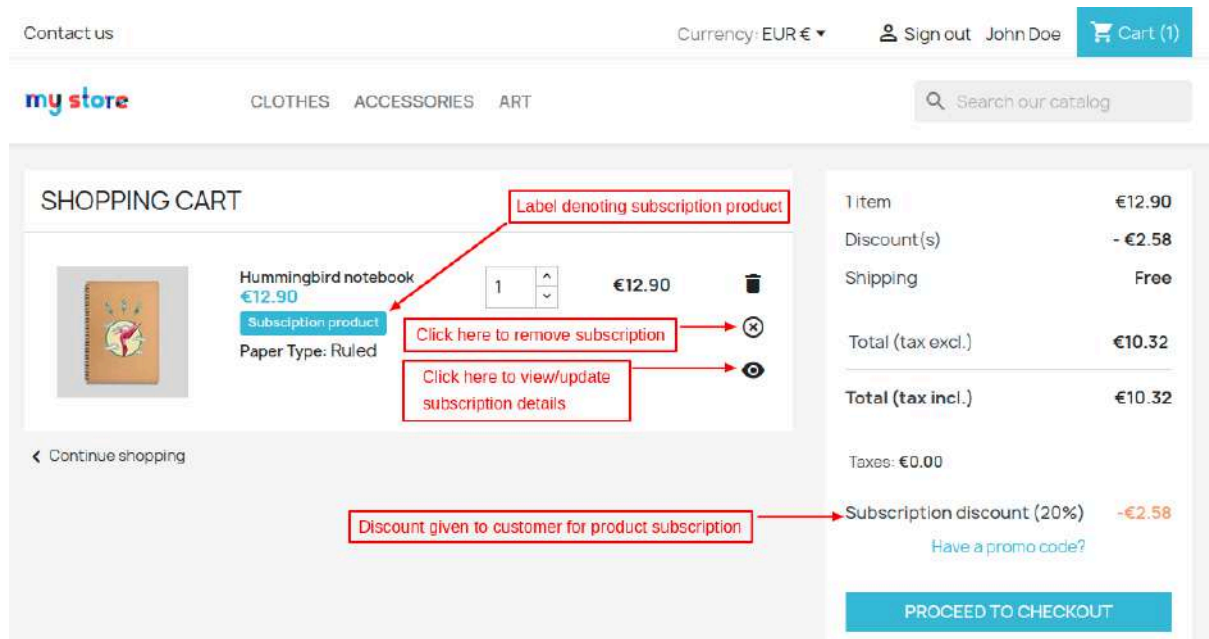 Contact us
Currency: EUR €
Sign out John Doe
Cart (1)
my store
CLOTHES ACCESSORIES ART
Search our catalog
SHOPPING CART
Label denoting subscription product
Hummingbird notebook
€12.90
Subsciption product
Paper Type: Ruled
1
€12.90
Click here to remove subscription
Click here to view/update
subscription details
Continue shopping
Discount given to customer for product subscription
1 item €12.90
Discount(s) - €2.58
Shipping Free
Total (tax excl.) €10.32
Total (tax incl.) €10.32
Taxes: €0.00
Subscription discount (20%) -€2.58
Have a promo code?
PROCEED TO CHECKOUT